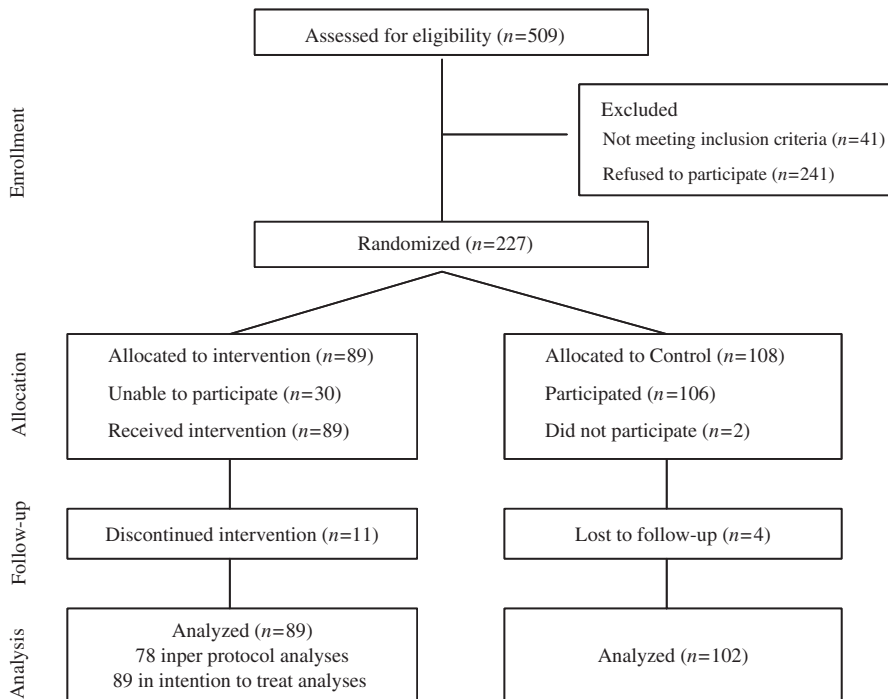 Assessed for eligibility (n=509)
Enrollment
Excluded
Not meeting inclusion criteria (n=41)
Refused to participate (n=241)
Randomized (n=227)
Allocation
Allocated to intervention (n=89)
Unable to participate (n=30)
Received intervention (n=89)
Allocated to Control (n=108)
Participated (n=106)
Did not participate (n=2)
Follow-up
Discontinued intervention (n=11)
Lost to follow-up (n=4)
Analysis
Analyzed (n=89)
78 inper protocol analyses
89 in intention to treat analyses
Analyzed (n=102)